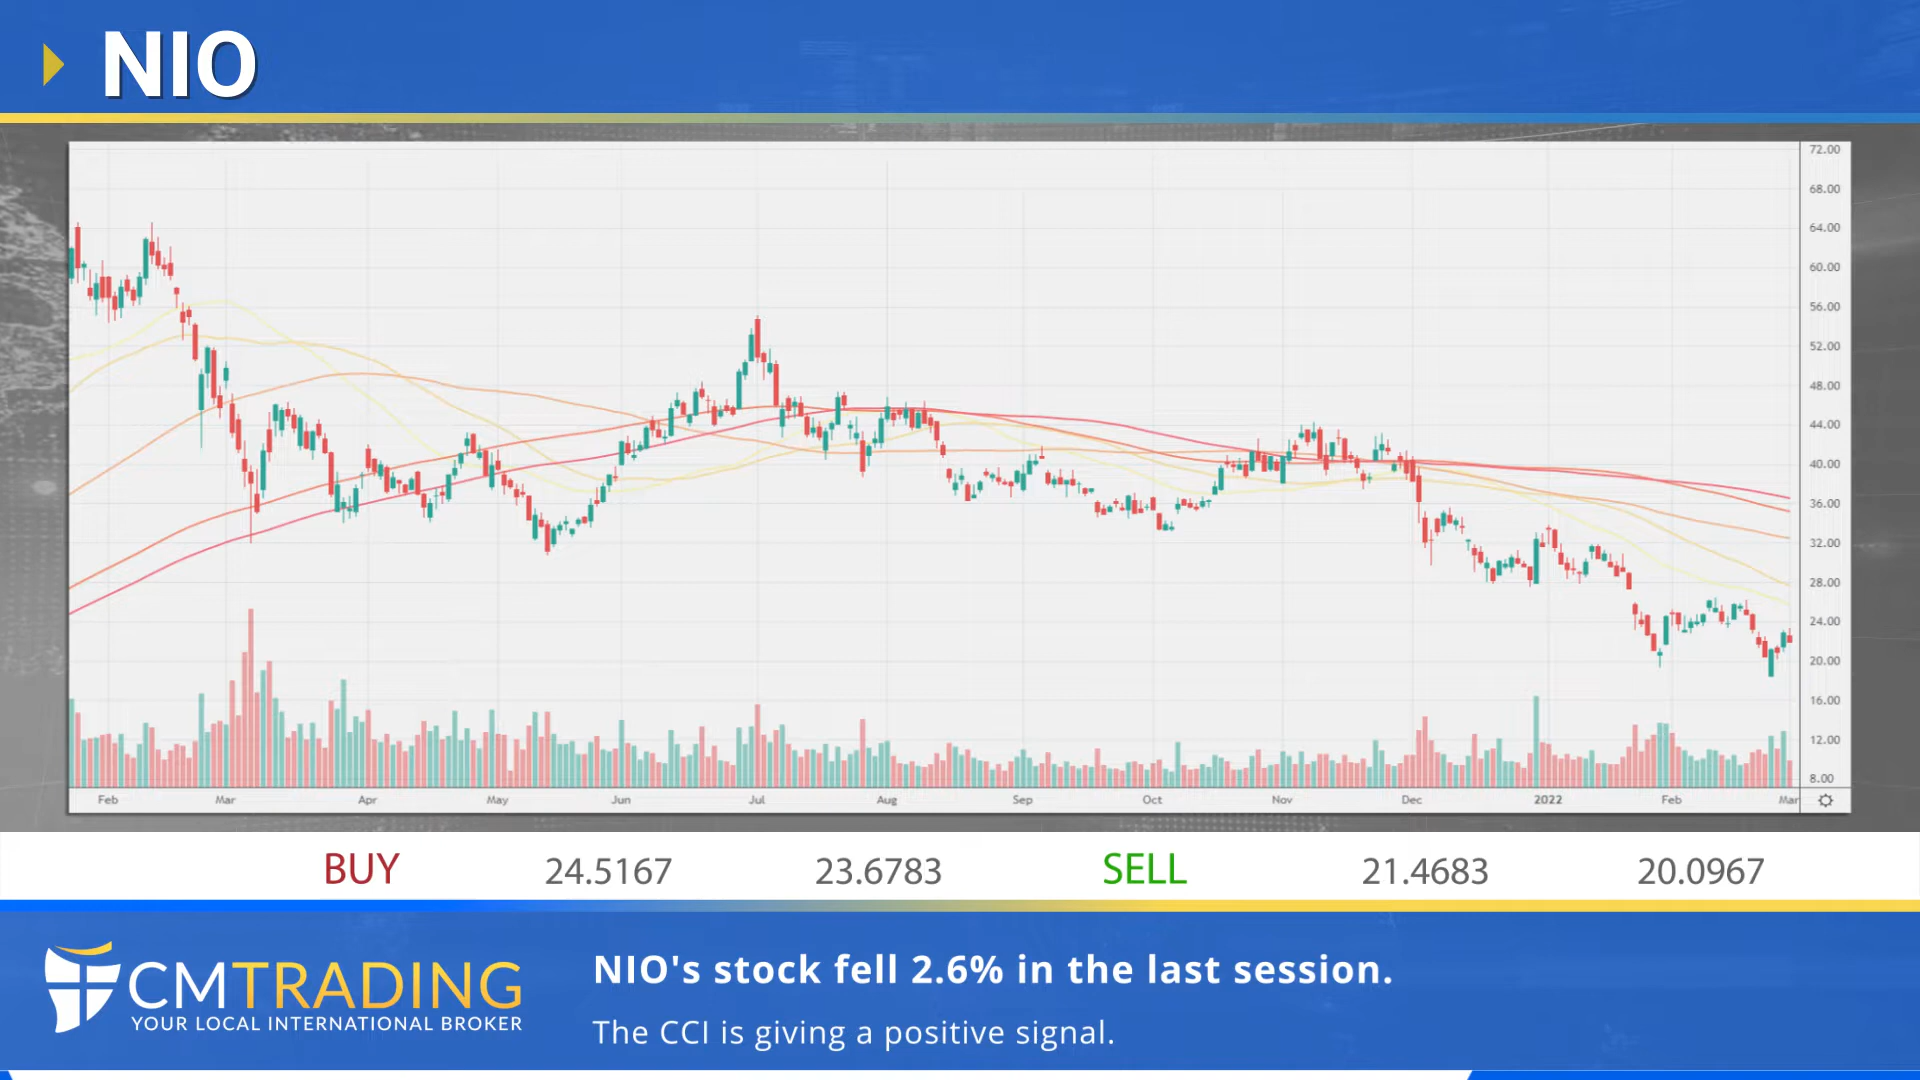 NIO
72.00
68.00
64.00
60.00
56.00
52.00
48.00
44.00
40.00
36.00
32.00
28.00
24.00
20.00
16.00
12.00
8.00
Feb Mar Apr May Jun Jul Aug Sep Oct Nov Dec 2022 Feb Mar
BUY 24.5167 23.6783 SELL 21.4683 20.0967
CMTRADING
YOUR LOCAL INTERNATIONAL BROKER
NIO's stock fell 2.6% in the last session.
The CCI is giving a positive signal.